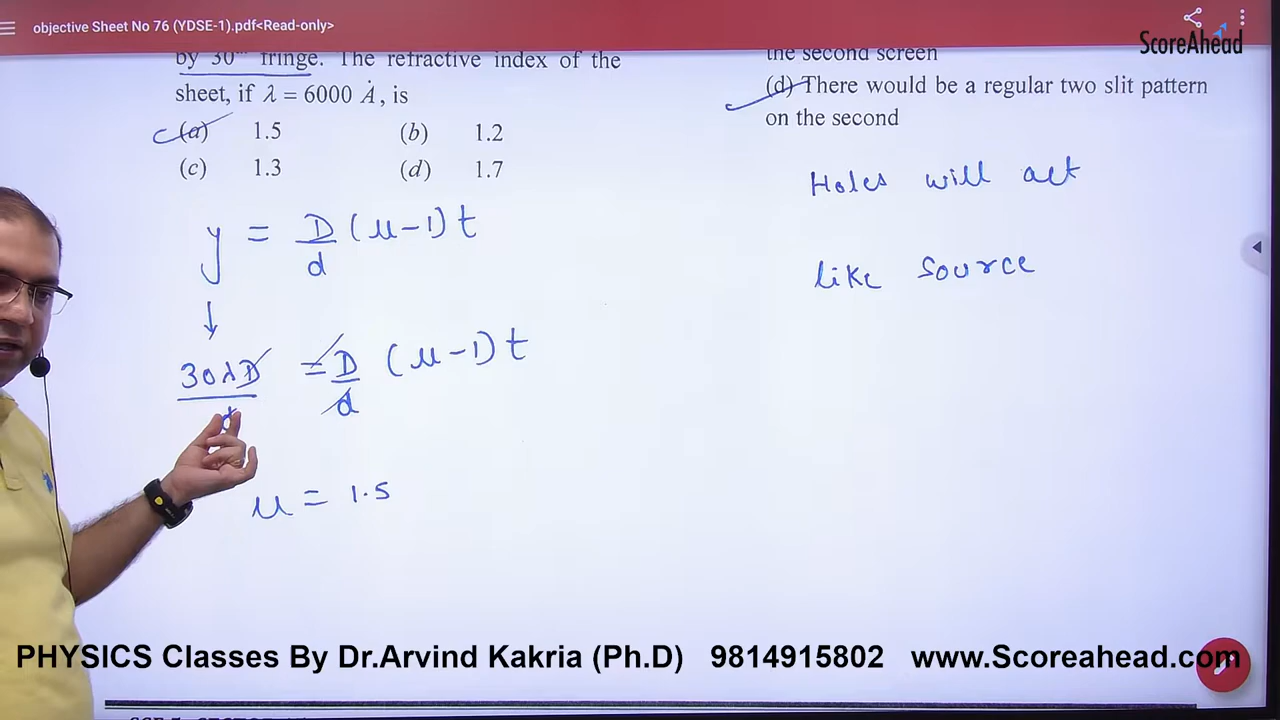 objective Sheet No 76 (YDSE-1).pdf<Read-only>
ScoreAhead
by 30th fringe. The refractive index of the
sheet, if λ = 6000 Å, is
(a) 1.5 (b) 1.2
(c) 1.3 (d) 1.7
y = D/d (μ-1)t
↓
30λD/d = D/d (μ-1)t
μ = 1.5
the second screen
(d) There would be a regular two slit pattern
on the second
Holes will act
like source
PHYSICS Classes By Dr.Arvind Kakria (Ph.D) 9814915802 www.Scoreahead.com